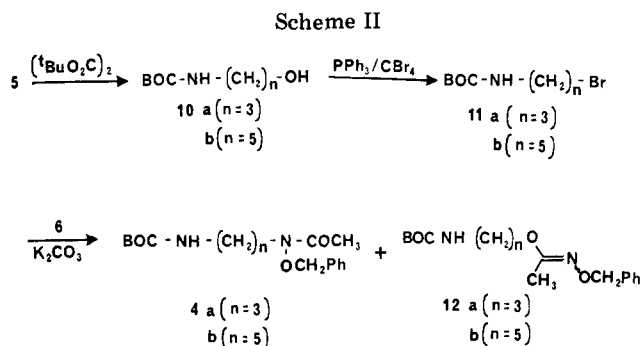 Scheme II
5 (tBuO2C)2 BOC-NH-(CH2)n-OH PPh3/CBr4 BOC-NH-(CH2)n-Br
10 a (n=3) 11 a (n=3)
b(n=5) b(n=5)
6
K2CO3
BOC-NH-(CH2)n-N-COCH3 + BOC NH (CH2)n O
OCH2Ph N
CH3 OCH2Ph
4 a(n=3) 12 a(n=3)
b(n=5) b(n=5)